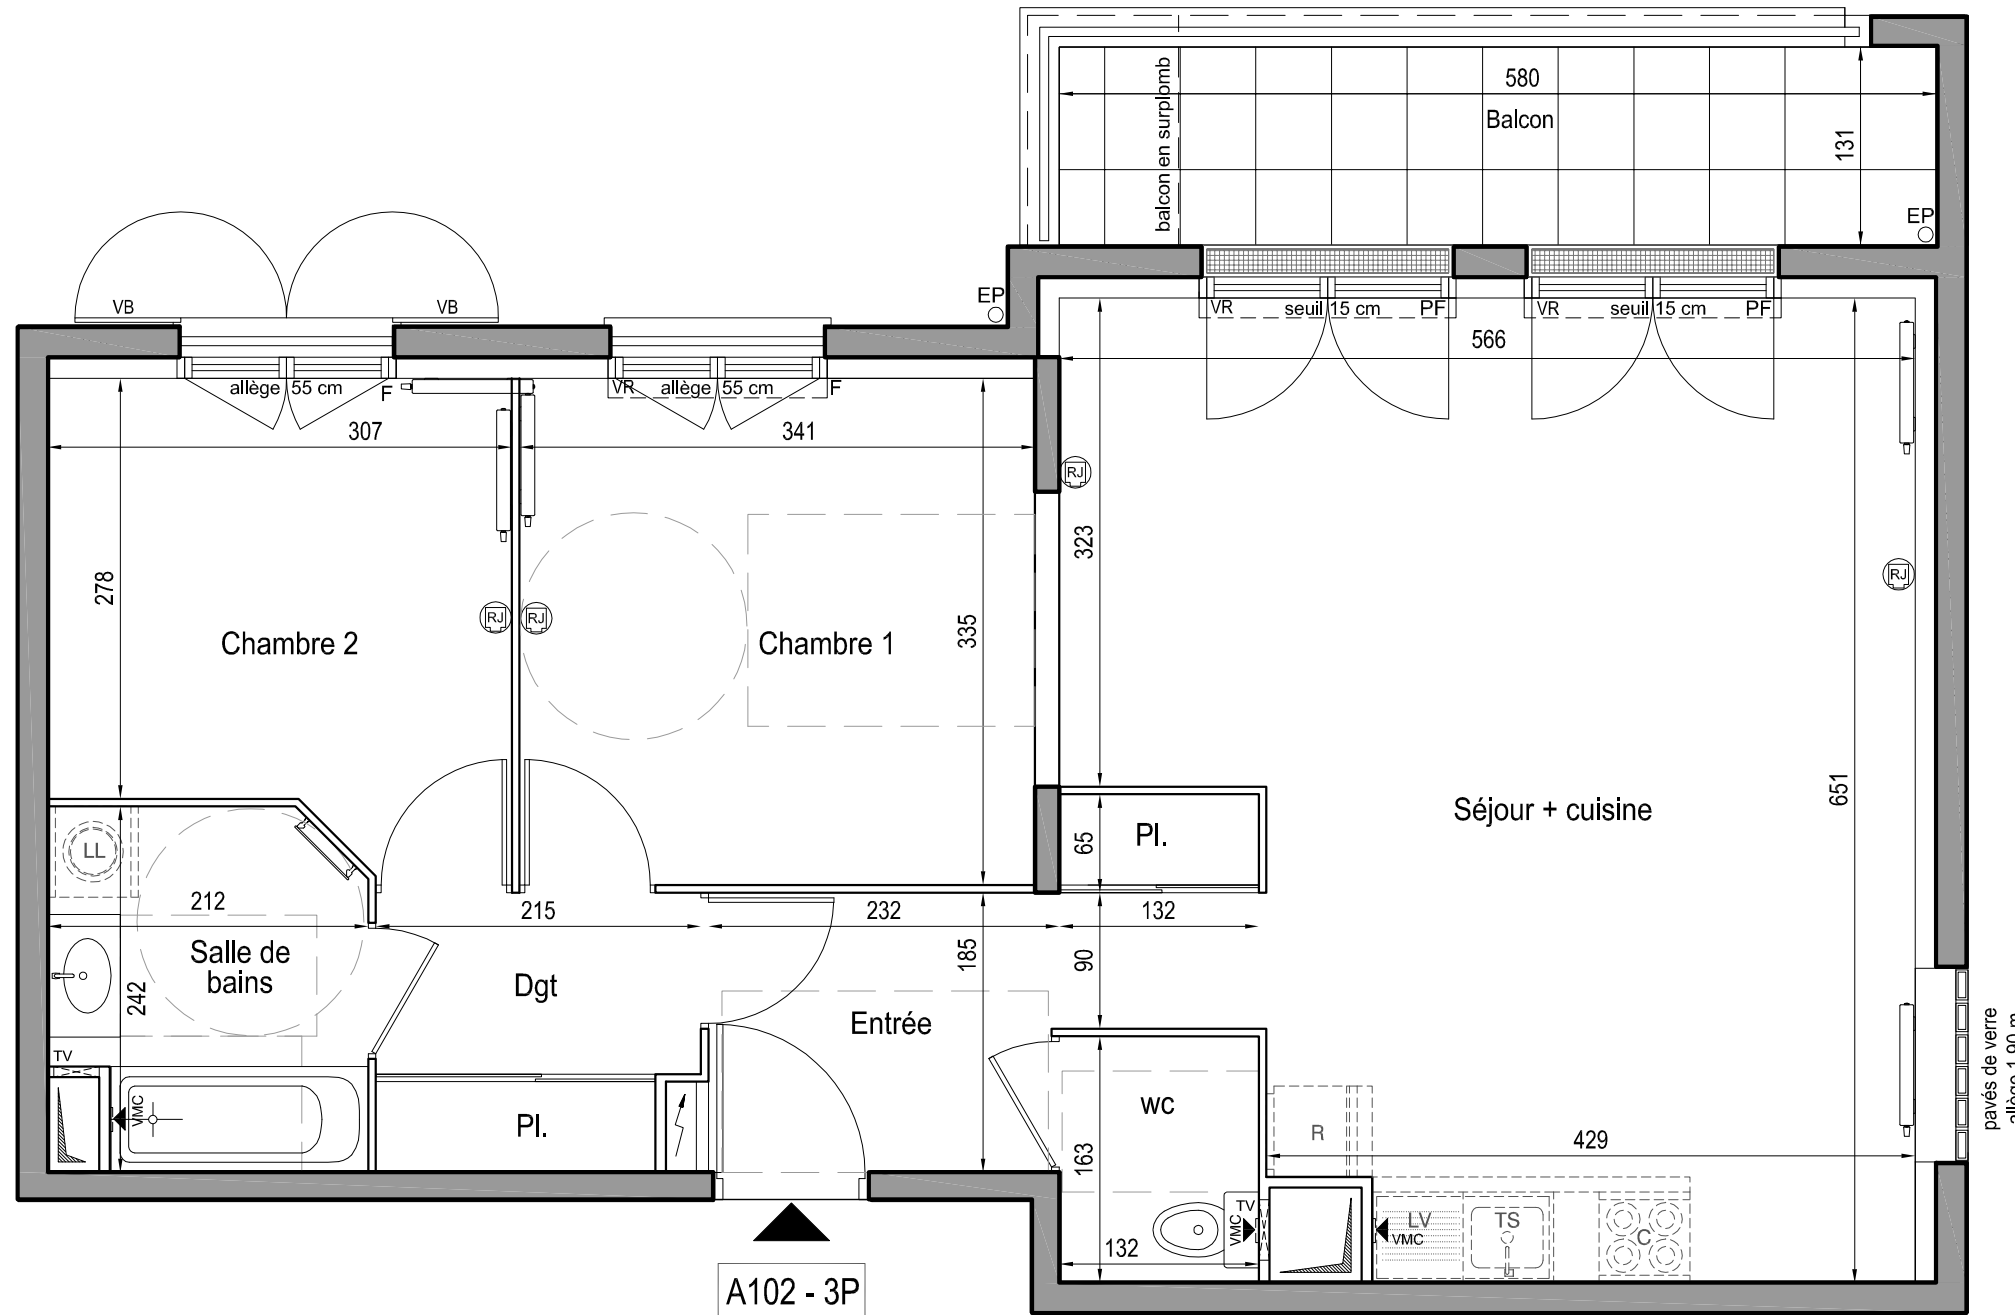 580
Balcon
balcon en surplomb
131
EP
EP
VB
VB
VR
seuil 15 cm
PF
VR
seuil 15 cm
PF
566
allège 55 cm
F
VR
allège 55 cm
F
307
341
RJ
323
278
RJ
RJ
RJ
335
Chambre 2
Chambre 1
651
Séjour + cuisine
Pl.
65
LL
212
215
232
132
185
90
Salle de
bains
242
Dgt
Entrée
TV
VMC
Pl.
wc
163
R
429
pavés de verre
allège 1,90 m
TV
VMC
LV
VMC
TS
C
132
A102 - 3P